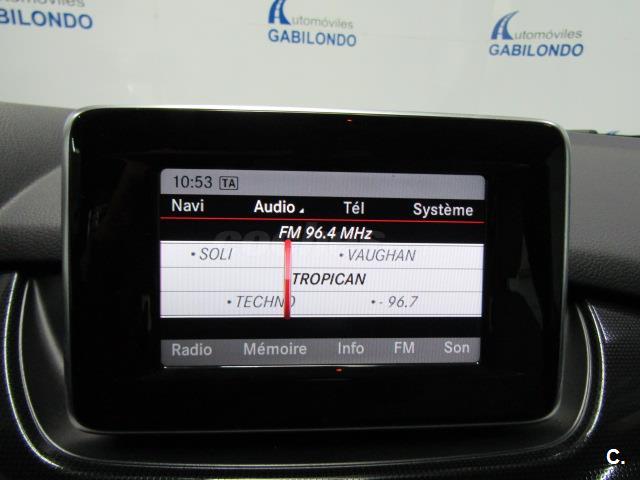 Automóviles
GABILONDO
Automóviles
GABILONDO
10:53 TA
Navi Audio Tél Système
FM 96.4 MHz
• SOLI • VAUGHAN
TROPICAN
• TECHNO • - 96.7
Radio Mémoire Info FM Son
C.